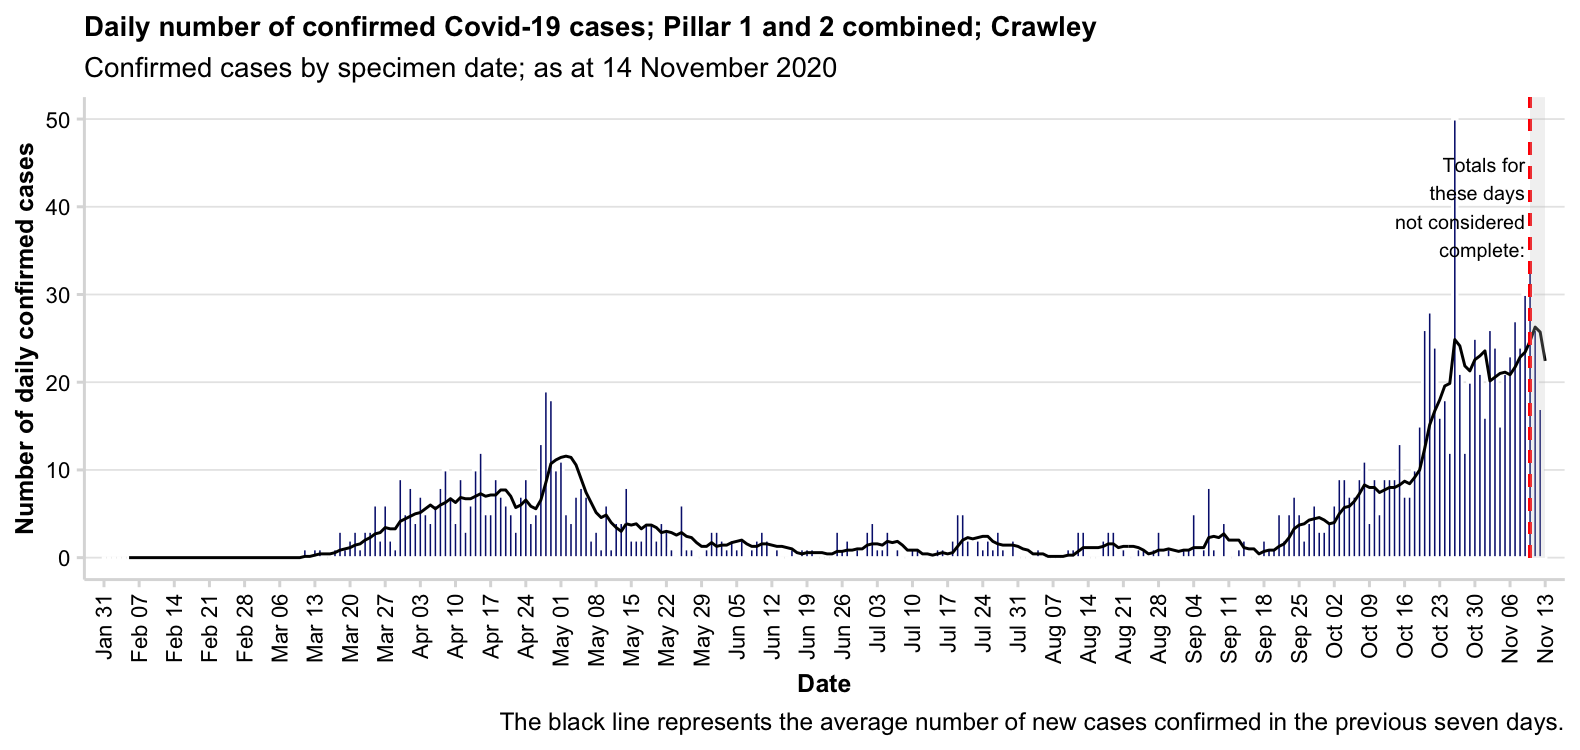 Daily number of confirmed Covid-19 cases; Pillar 1 and 2 combined; Crawley
Confirmed cases by specimen date; as at 14 November 2020
Number of daily confirmed cases
50
40
30
20
10
0
Totals for
these days
not considered
complete:
Jan 31
Feb 07
Feb 14
Feb 21
Feb 28
Mar 06
Mar 13
Mar 20
Mar 27
Apr 03
Apr 10
Apr 17
Apr 24
May 01
May 08
May 15
May 22
May 29
Jun 05
Jun 12
Jun 19
Jun 26
Jul 03
Jul 10
Jul 17
Jul 24
Jul 31
Aug 07
Aug 14
Aug 21
Aug 28
Sep 04
Sep 11
Sep 18
Sep 25
Oct 02
Oct 09
Oct 16
Oct 23
Oct 30
Nov 06
Nov 13
Date
The black line represents the average number of new cases confirmed in the previous seven days.